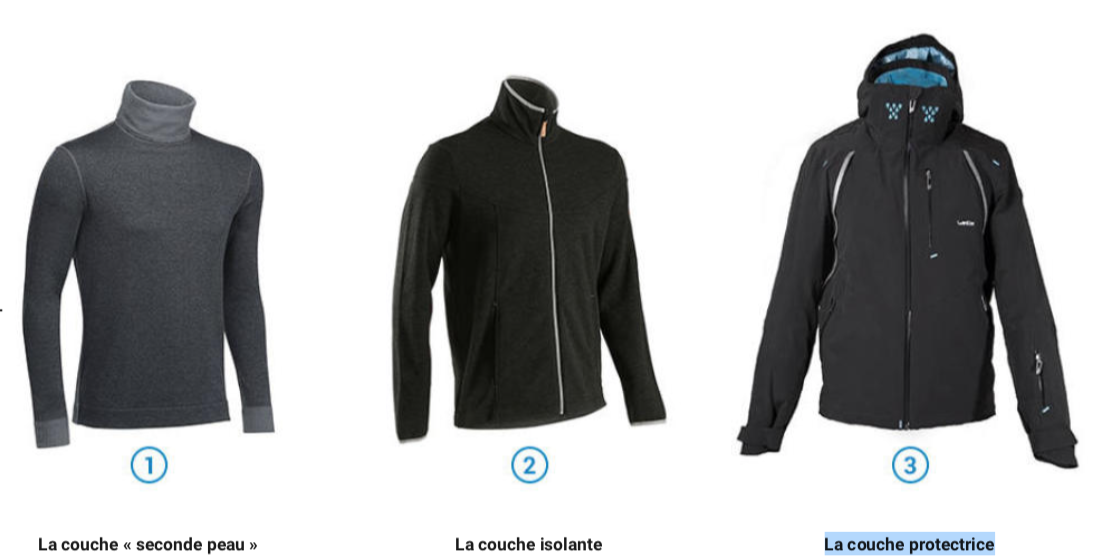 1
2
3
La couche « seconde peau »
La couche isolante
La couche protectrice